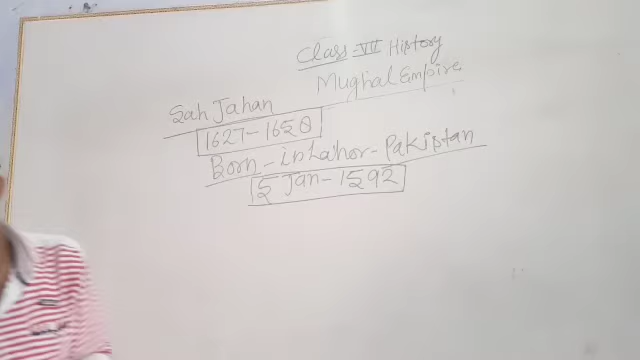 Class-VII History
Mughal Empire
Sah Jahan
1627-1658
Born-in Lahor-Pakistan
5 Jan-1592